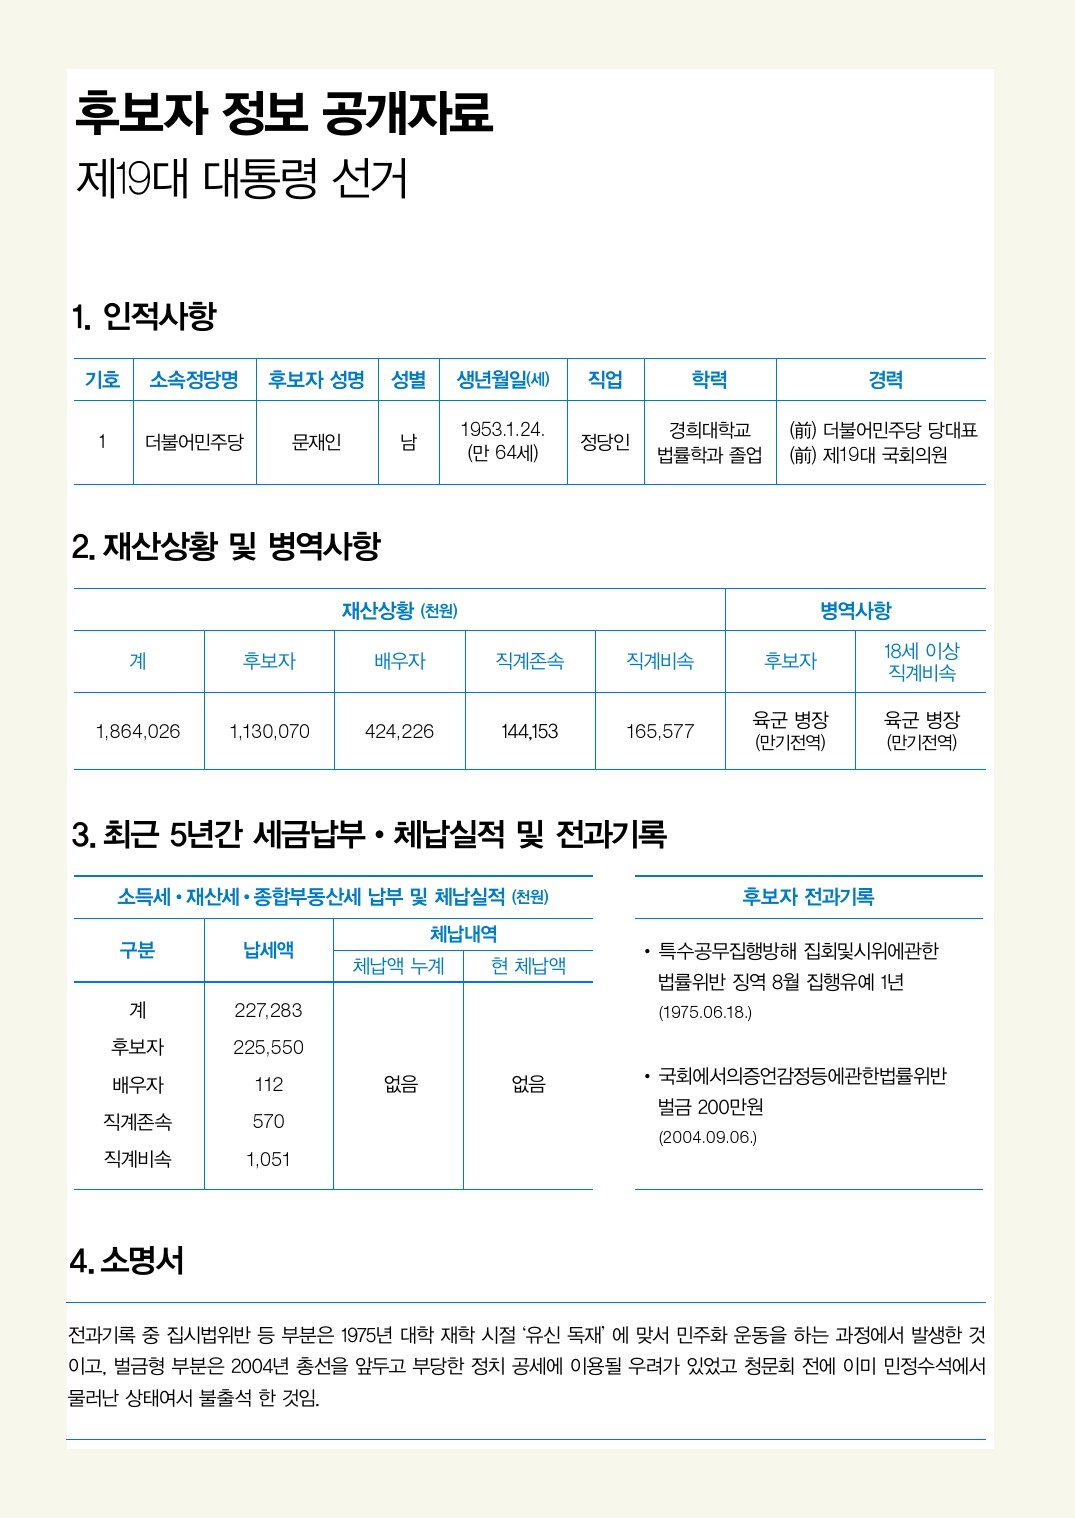 후보자 정보 공개자료
제19대 대통령 선거
1. 인적사항
기호 소속정당명 후보자 성명 성별 생년월일(세) 직업 학력 경력
1 더불어민주당 문재인 남 1953.1.24. (만 64세) 정당인 경희대학교 법률학과 졸업 (前) 더불어민주당 당대표
(前) 제19대 국회의원
2. 재산상황 및 병역사항
재산상황 (천원) 병역사항
계 후보자 배우자 직계존속 직계비속 후보자 18세 이상 직계비속
1,864,026 1,130,070 424,226 144,153 165,577 육군 병장 (만기전역) 육군 병장 (만기전역)
3. 최근 5년간 세금납부•체납실적 및 전과기록
소득세•재산세•종합부동산세 납부 및 체납실적 (천원)
구분 납세액 체납내역
체납액 누계 현 체납액
계 227,283
후보자 225,550
배우자 112 없음 없음
직계존속 570
직계비속 1,051
후보자 전과기록
• 특수공무집행방해 집회및시위에관한
법률위반 징역 8월 집행유예 1년
(1975.06.18.)
• 국회에서의증언감정등에관한법률위반
벌금 200만원
(2004.09.06.)
4. 소명서
전과기록 중 집시법위반 등 부분은 1975년 대학 재학 시절 ‘유신 독재’ 에 맞서 민주화 운동을 하는 과정에서 발생한 것
이고, 벌금형 부분은 2004년 총선을 앞두고 부당한 정치 공세에 이용될 우려가 있었고 청문회 전에 이미 민정수석에서
물러난 상태여서 불출석 한 것임.